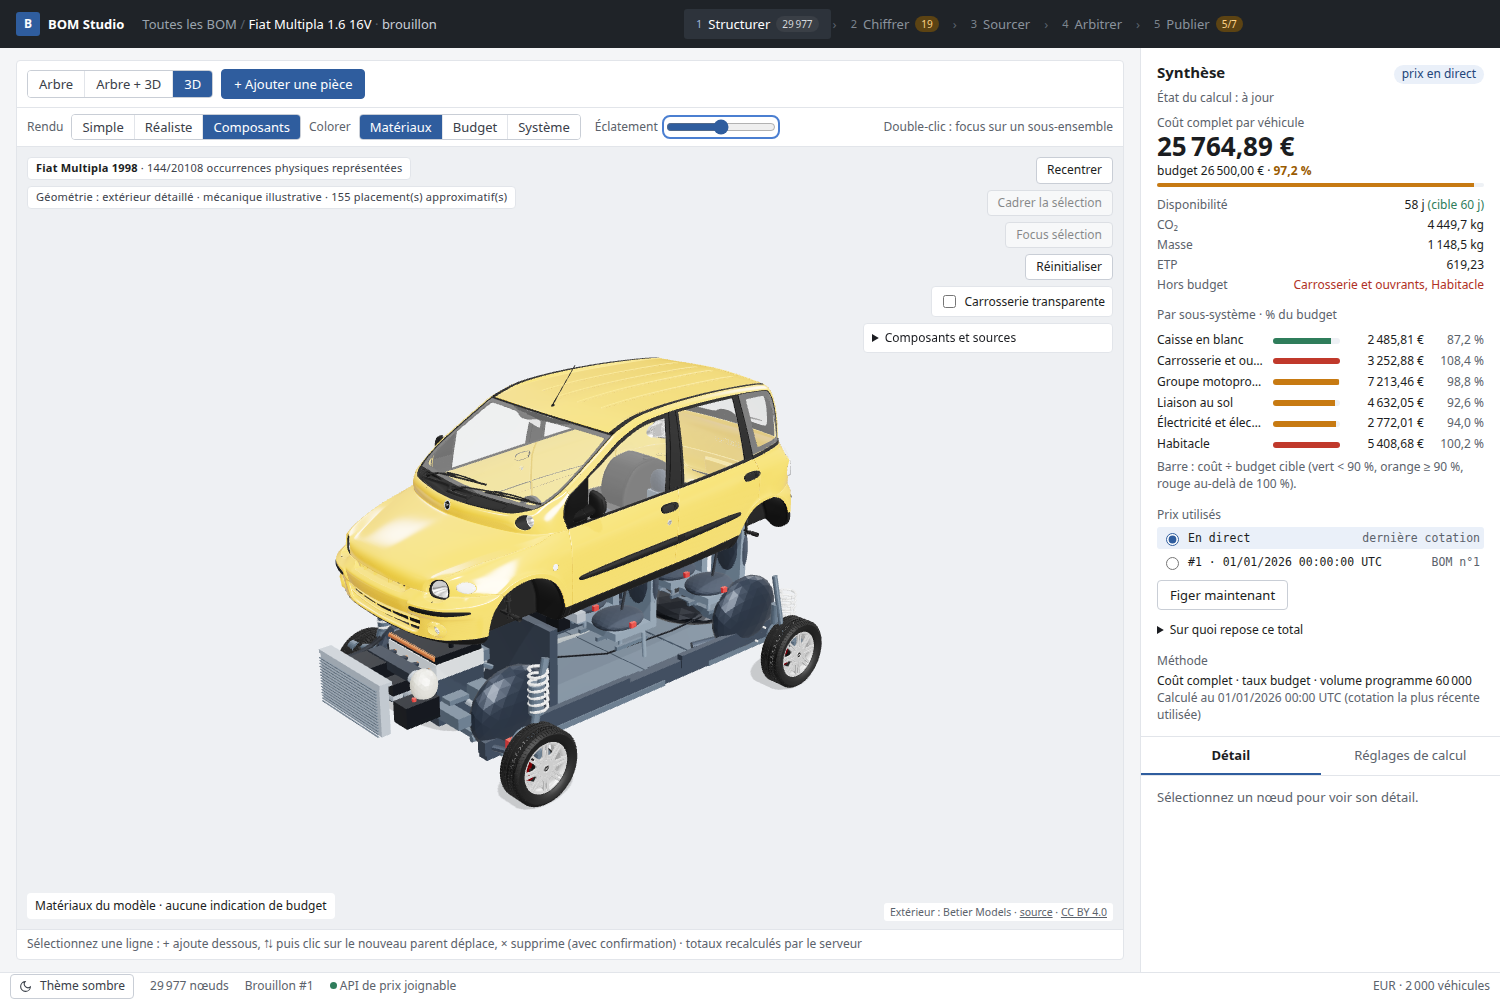 B BOM Studio Toutes les BOM / Fiat Multipla 1.6 16V · brouillon 1 Structurer 29 977 › 2 Chiffrer 19 › 3 Sourcer › 4 Arbitrer › 5 Publier 5/7
Arbre Arbre + 3D 3D + Ajouter une pièce
Rendu Simple Réaliste Composants Colorer Matériaux Budget Système Éclatement Double-clic : focus sur un sous-ensemble
Fiat Multipla 1998 · 144/20108 occurrences physiques représentées
Géométrie : extérieur détaillé · mécanique illustrative · 155 placement(s) approximatif(s)
Recentrer
Cadrer la sélection
Focus sélection
Réinitialiser
Carrosserie transparente
▶ Composants et sources
Matériaux du modèle · aucune indication de budget
Extérieur : Betier Models · source · CC BY 4.0
Sélectionnez une ligne : + ajoute dessous, ⇅ puis clic sur le nouveau parent déplace, × supprime (avec confirmation) · totaux recalculés par le serveur
Synthèse prix en direct
État du calcul : à jour
Coût complet par véhicule
25 764,89 €
budget 26 500,00 € · 97,2 %
Disponibilité 58 j (cible 60 j)
CO₂ 4 449,7 kg
Masse 1 148,5 kg
ETP 619,23
Hors budget Carrosserie et ouvrants, Habitacle
Par sous-système · % du budget
Caisse en blanc 2 485,81 € 87,2 %
Carrosserie et ou... 3 252,88 € 108,4 %
Groupe motopro... 7 213,46 € 98,8 %
Liaison au sol 4 632,05 € 92,6 %
Électricité et élec... 2 772,01 € 94,0 %
Habitacle 5 408,68 € 100,2 %
Barre : coût ÷ budget cible (vert < 90 %, orange ≥ 90 %,
rouge au-delà de 100 %).
Prix utilisés
En direct dernière cotation
#1 · 01/01/2026 00:00:00 UTC BOM n°1
Figer maintenant
▶ Sur quoi repose ce total
Méthode
Coût complet · taux budget · volume programme 60 000
Calculé au 01/01/2026 00:00 UTC (cotation la plus récente
utilisée)
Détail Réglages de calcul
Sélectionnez un nœud pour voir son détail.
Thème sombre 29 977 nœuds Brouillon #1 API de prix joignable EUR · 2 000 véhicules